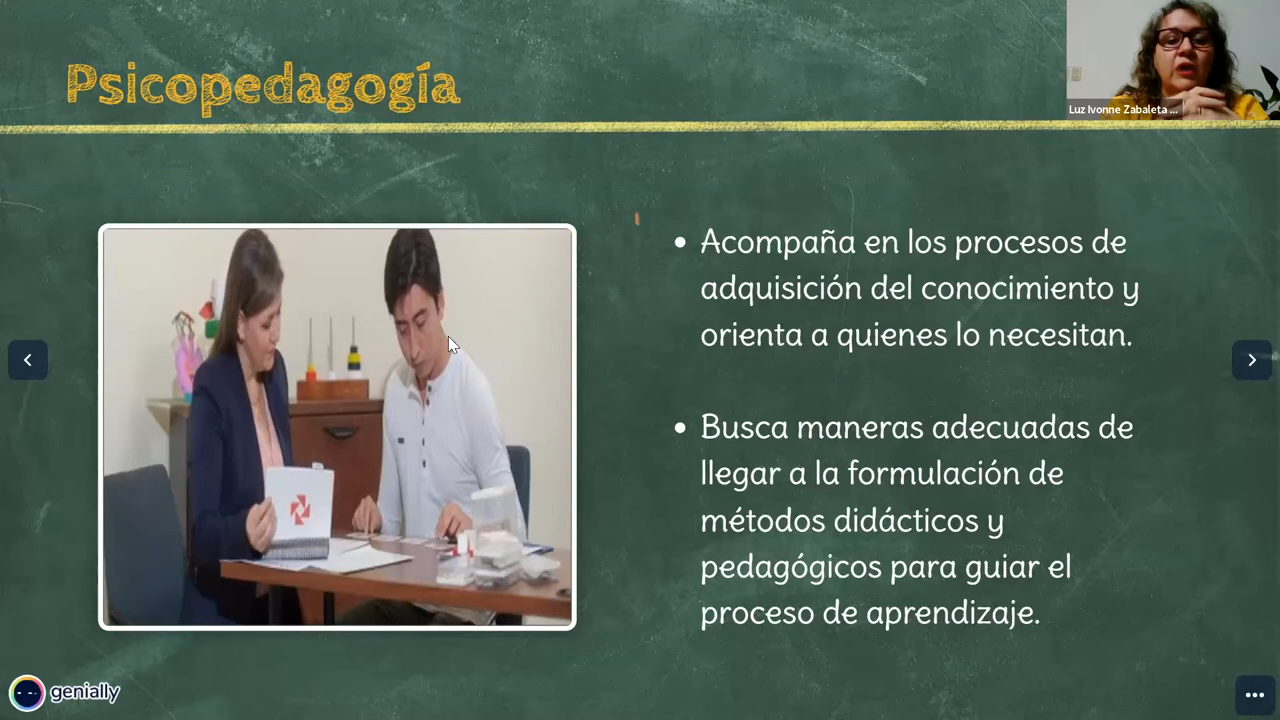 Psicopedagogía
Luz Ivonne Zabaleta ...
• Acompaña en los procesos de
adquisición del conocimiento y
orienta a quienes lo necesitan.
• Busca maneras adecuadas de
llegar a la formulación de
métodos didácticos y
pedagógicos para guiar el
proceso de aprendizaje.
genially